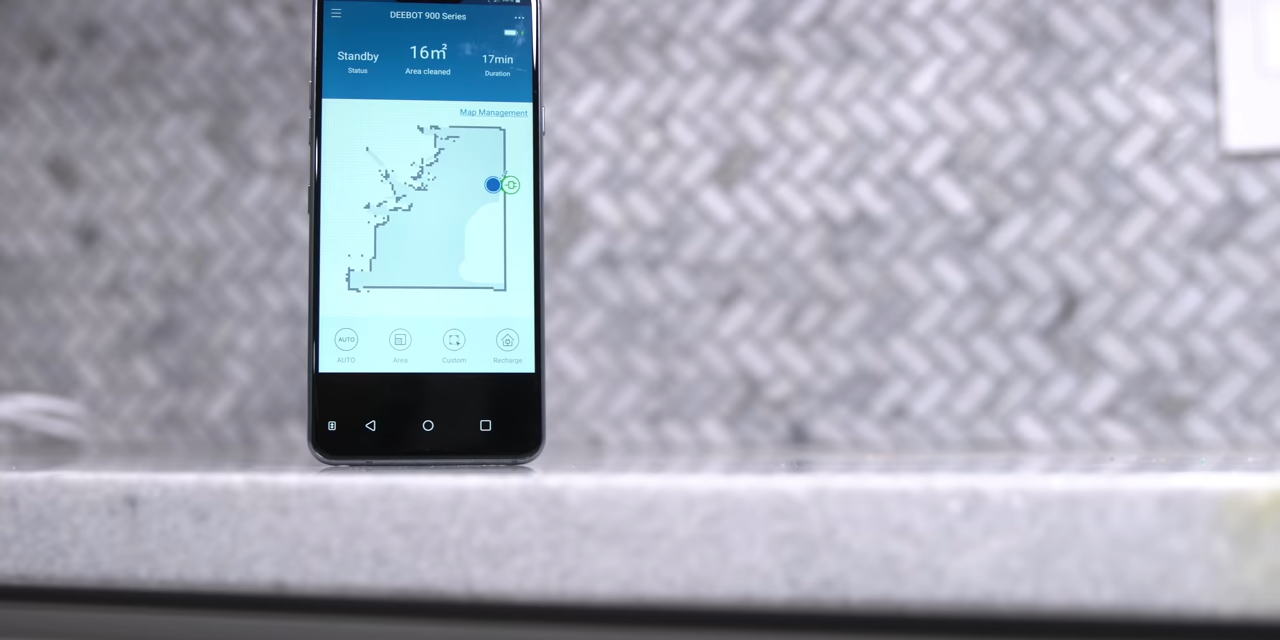 DEEBOT 900 Series
Standby
Status
16㎡
Area cleaned
17min
Duration
Map Management
AUTO
AUTO
Area
Custom
Recharge